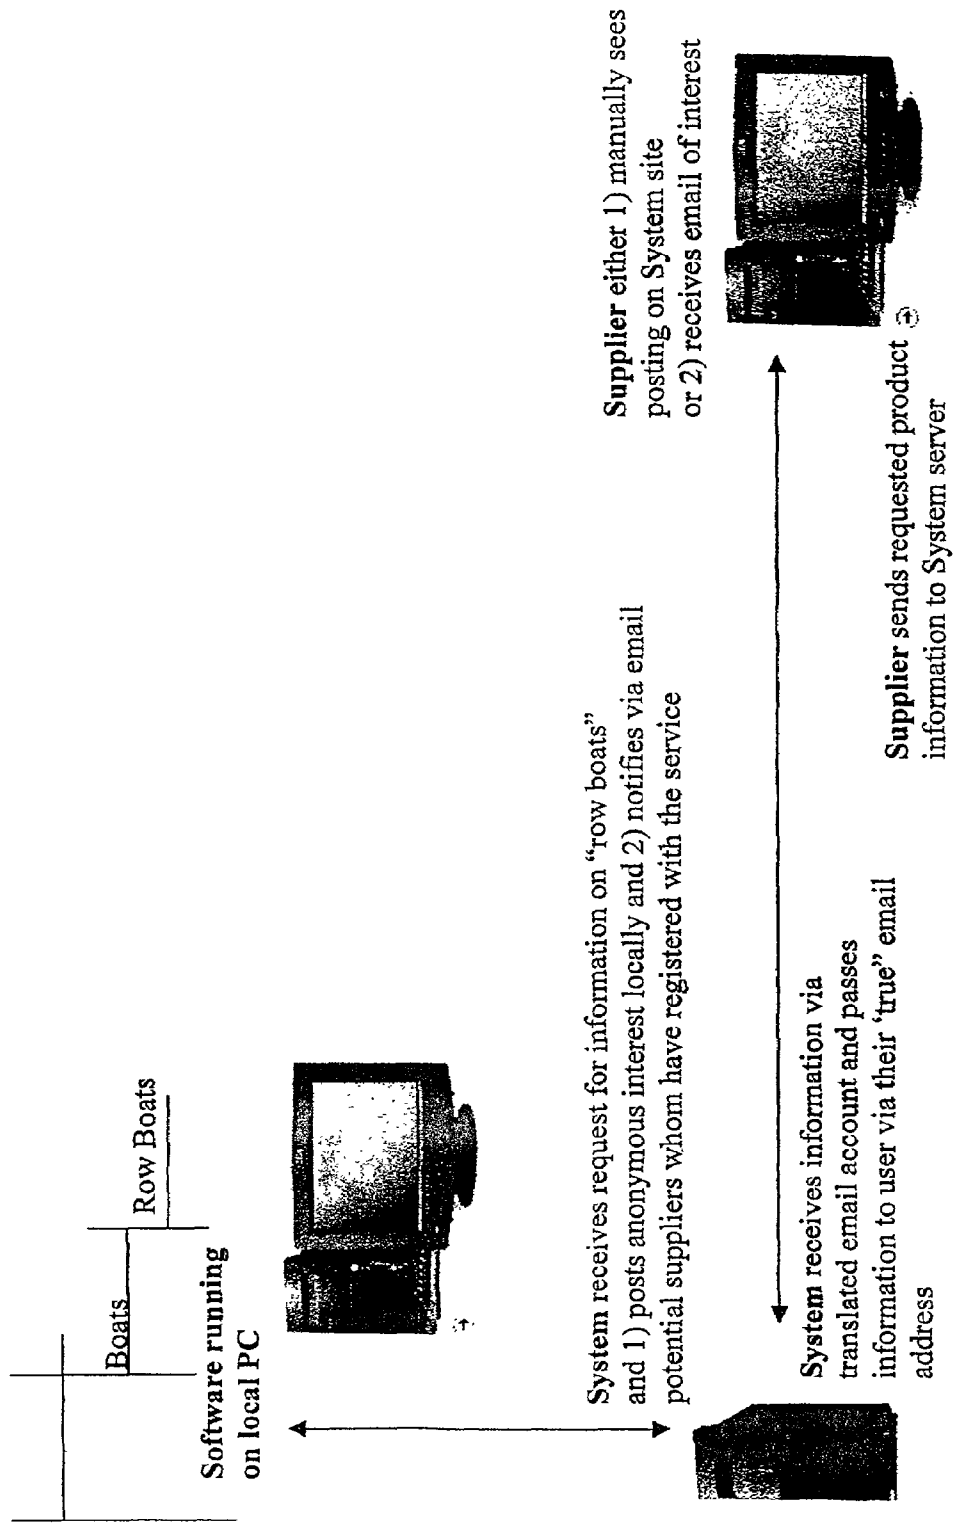 Boats
Row Boats
Software running
on local PC
System receives request for information on “row boats”
and 1) posts anonymous interest locally and 2) notifies via email
potential suppliers whom have registered with the service
Supplier either 1) manually sees
posting on System site
or 2) receives email of interest
System receives information via
translated email account and passes
information to user via their ‘true” email
address
Supplier sends requested product
information to System server